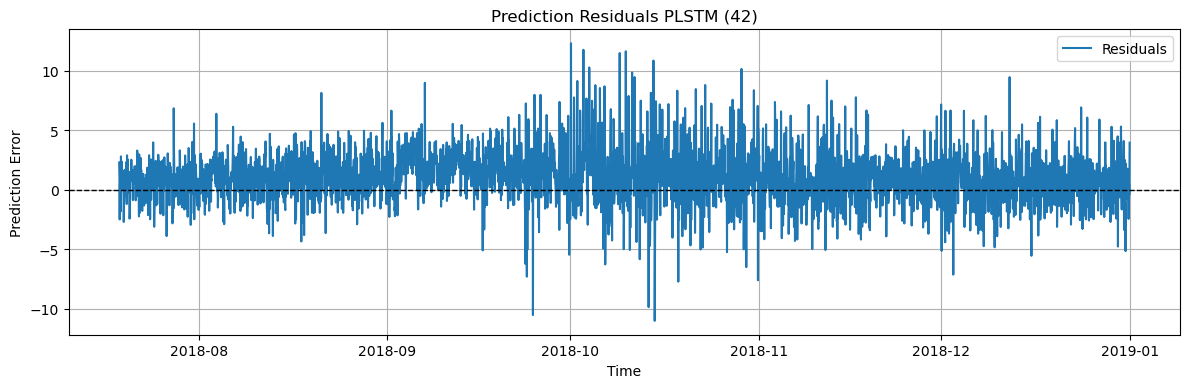 Prediction Residuals PLSTM (42)
Residuals
Prediction Error
10
5
0
−5
−10
2018-08
2018-09
2018-10
2018-11
2018-12
2019-01
Time